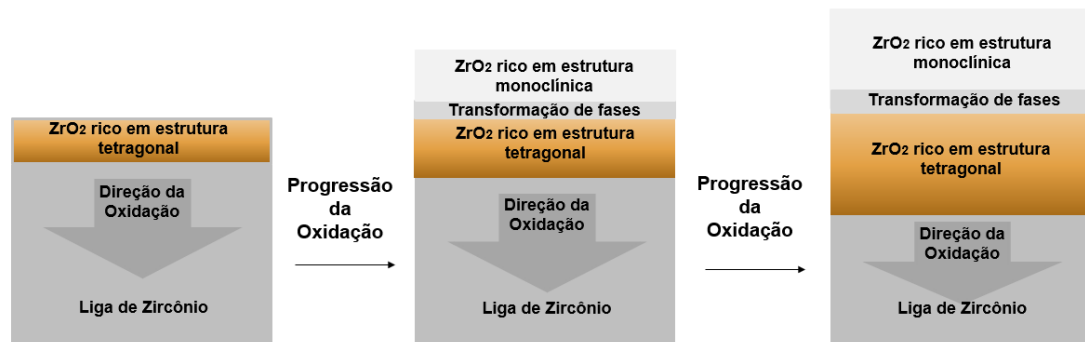 ZrO2 rico em estrutura
tetragonal
Direção da
Oxidação
Liga de Zircônio
Progressão
da
Oxidação
ZrO2 rico em estrutura
monoclínica
Transformação de fases
ZrO2 rico em estrutura
tetragonal
Direção da
Oxidação
Liga de Zircônio
Progressão
da
Oxidação
ZrO2 rico em estrutura
monoclínica
Transformação de fases
ZrO2 rico em estrutura
tetragonal
Direção da
Oxidação
Liga de Zircônio